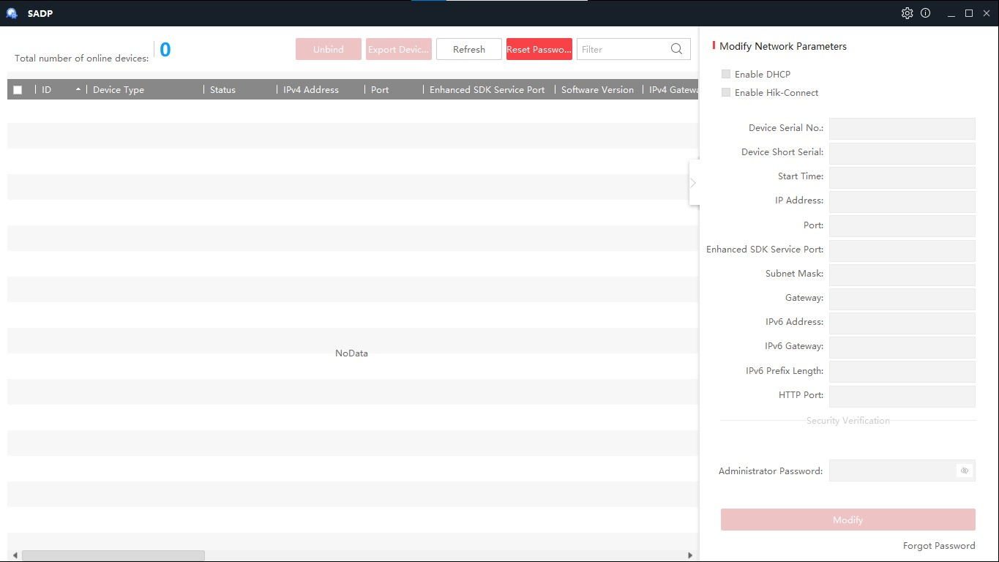 SADP
Total number of online devices: 0
Unbind
Export Devic...
Refresh
Reset Passwo...
Filter
ID Device Type Status IPv4 Address Port Enhanced SDK Service Port Software Version IPv4 Gatewa
NoData
Modify Network Parameters
Enable DHCP
Enable Hik-Connect
Device Serial No.:
Device Short Serial:
Start Time:
IP Address:
Port:
Enhanced SDK Service Port:
Subnet Mask:
Gateway:
IPv6 Address:
IPv6 Gateway:
IPv6 Prefix Length:
HTTP Port:
Security Verification
Administrator Password:
Modify
Forgot Password